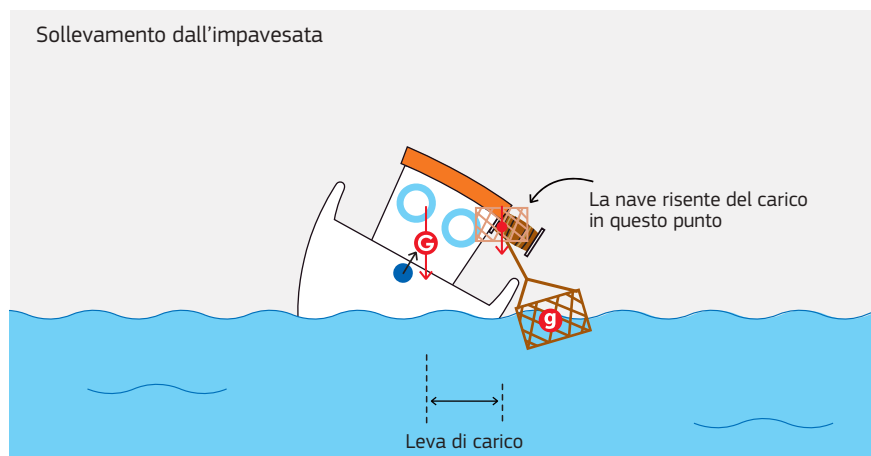 Sollevamento dall'impavesata
La nave risente del carico
in questo punto
G
g
Leva di carico